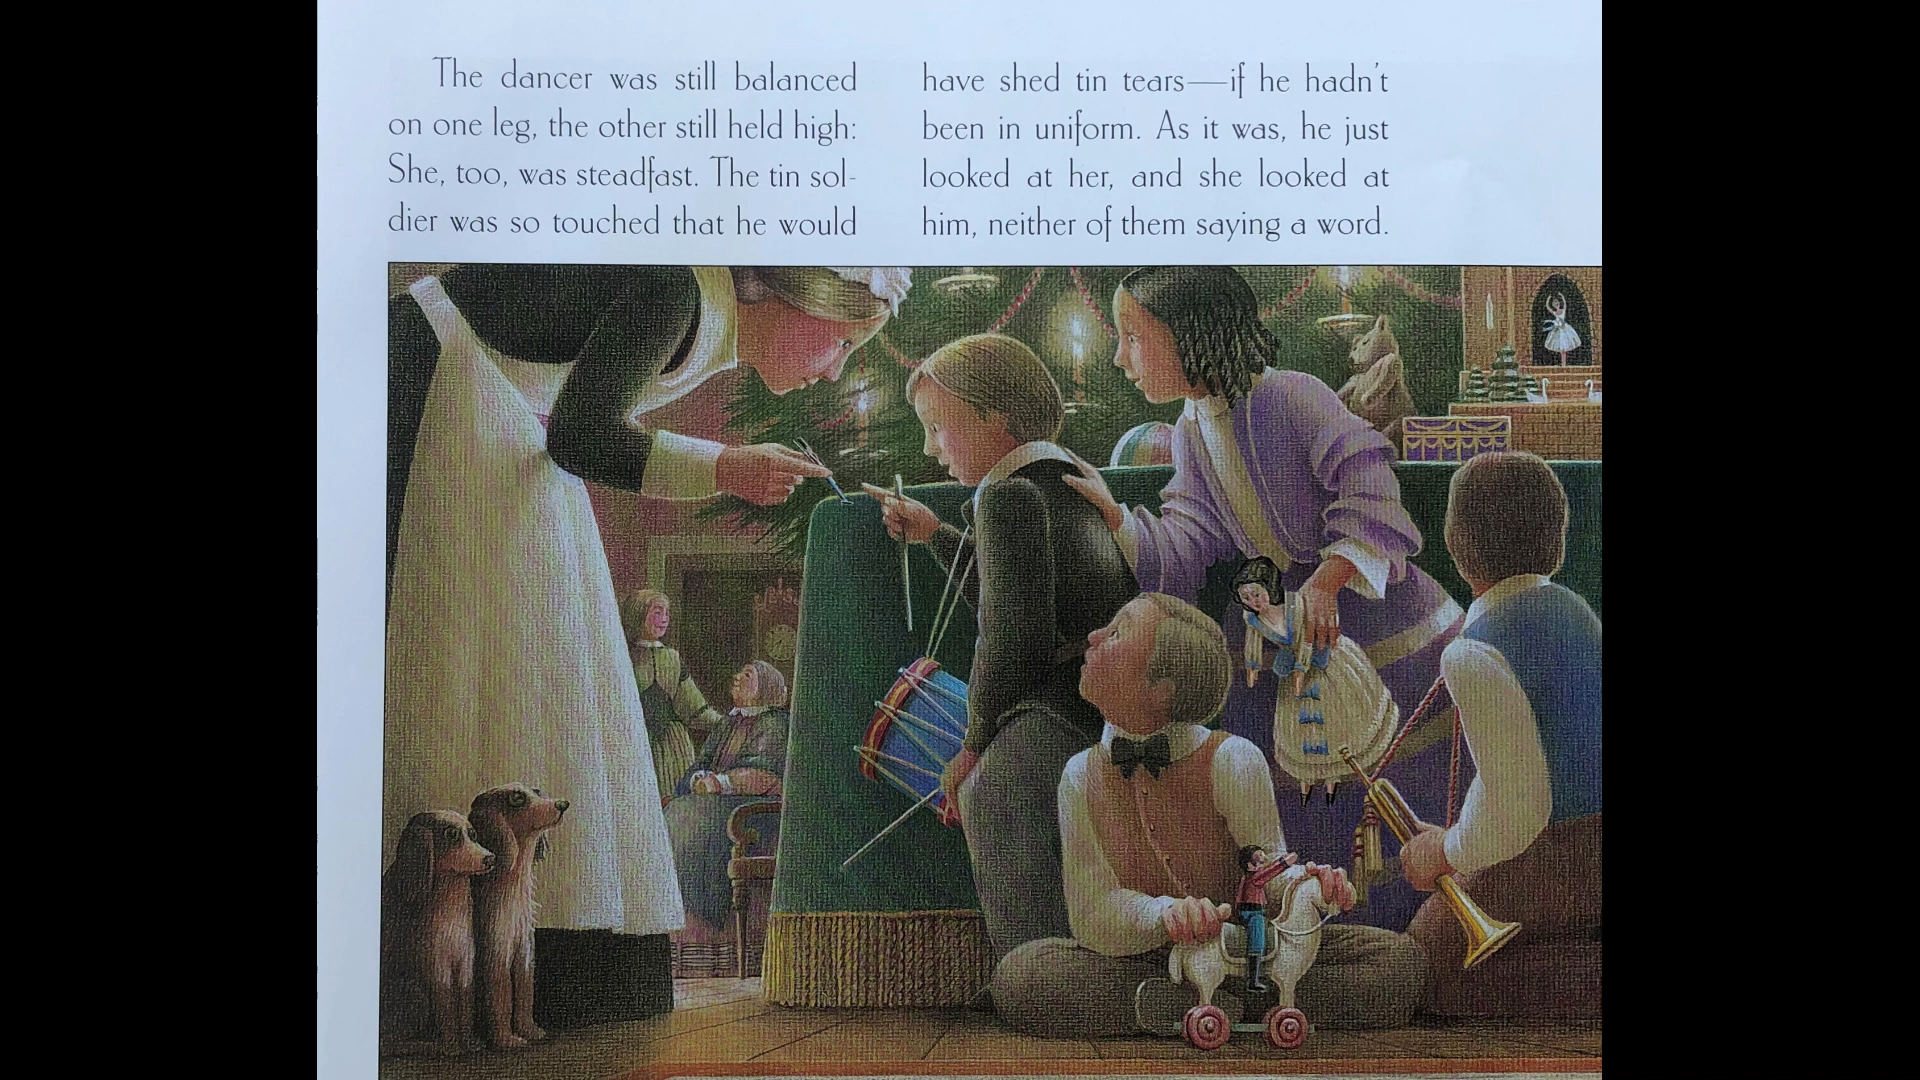 The dancer was still balanced
on one leg, the other still held high:
She, too, was steadfast. The tin sol-
dier was so touched that he would
have shed tin tears—if he hadn't
been in uniform. As it was, he just
looked at her, and she looked at
him, neither of them saying a word.